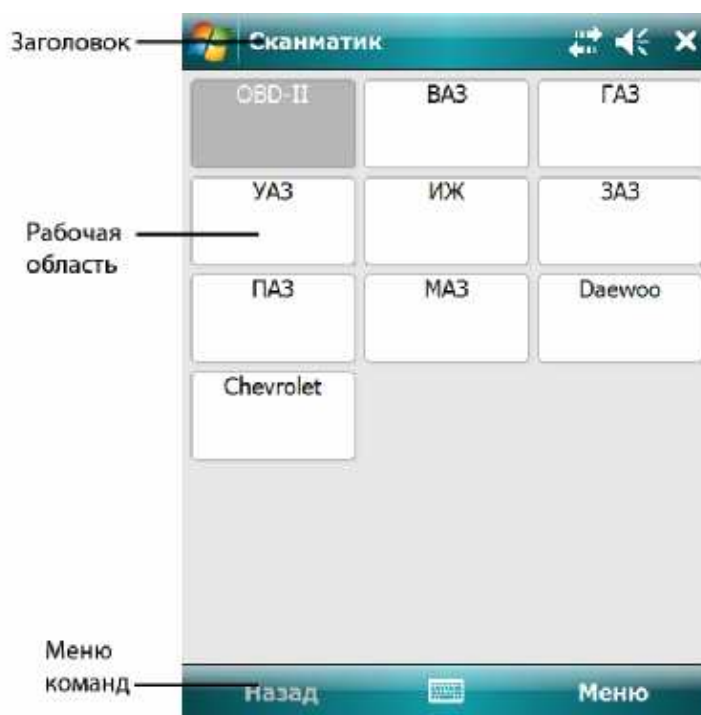 Заголовок
Сканматик
OBD-II ВАЗ ГАЗ
УАЗ ИЖ ЗАЗ
Рабочая
область
ПАЗ МАЗ Daewoo
Chevrolet
Меню
команд
Назад Меню